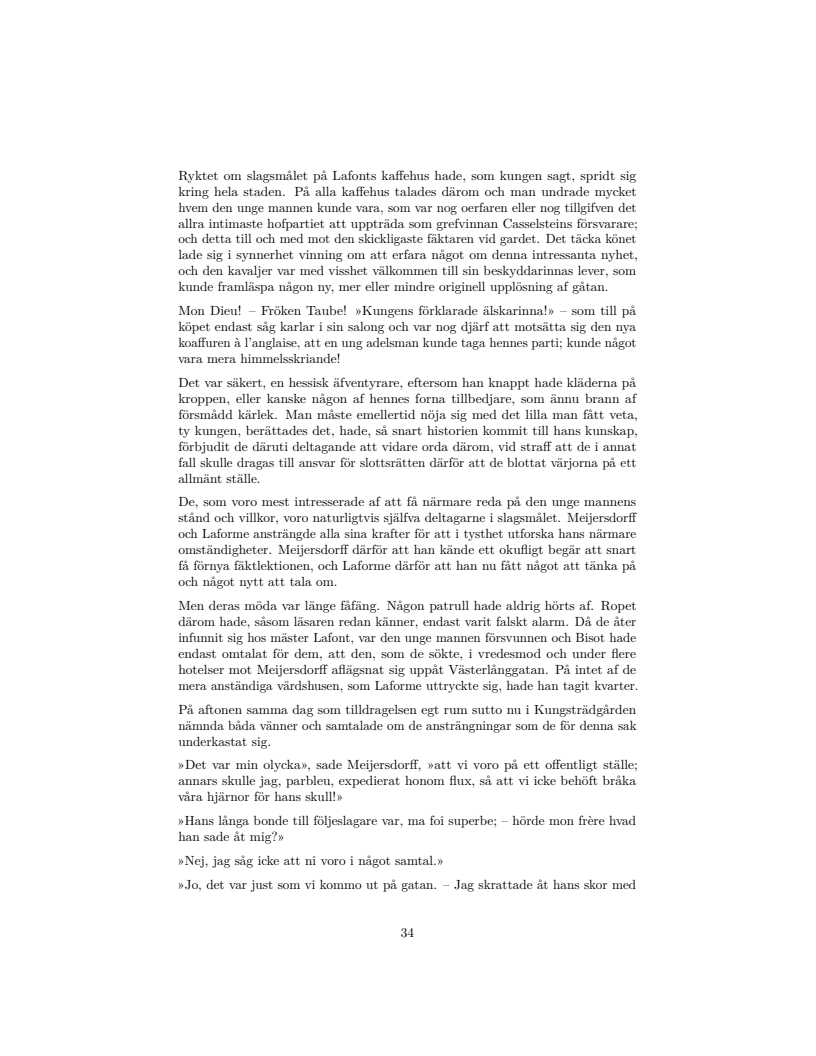 Ryktet om slagsmålet på Lafonts kaffehus hade, som kungen sagt, spridt sig
kring hela staden. På alla kaffehus talades därom och man undrade mycket
hvem den unge mannen kunde vara, som var nog oerfaren eller nog tillgifven det
allra intimaste hofpartiet att uppträda som grefvinnan Casselsteins försvarare;
och detta till och med mot den skickligaste fäktaren vid gardet. Det täcka könet
lade sig i synnerhet vinning om att erfara något om denna intressanta nyhet,
och den kavaljer var med visshet välkommen till sin beskyddarinnas lever, som
kunde framläspa någon ny, mer eller mindre originell upplösning af gåtan.
Mon Dieu! – Fröken Taube! »Kungens förklarade älskarinna!» – som till på
köpet endast såg karlar i sin salong och var nog djärf att motsätta sig den nya
koaffuren à l'anglaise, att en ung adelsman kunde taga hennes parti; kunde något
vara mera himmelsskriande!
Det var säkert, en hessisk äfventyrare, eftersom han knappt hade kläderna på
kroppen, eller kanske någon af hennes forna tillbedjare, som ännu brann af
försmådd kärlek. Man måste emellertid nöja sig med det lilla man fått veta,
ty kungen, berättades det, hade, så snart historien kommit till hans kunskap,
förbjudit de däruti deltagande att vidare orda därom, vid straff att de i annat
fall skulle dragas till ansvar för slottsrätten därför att de blottat värjorna på ett
allmänt ställe.
De, som voro mest intresserade af att få närmare reda på den unge mannens
stånd och villkor, voro naturligtvis själfva deltagarne i slagsmålet. Meijersdorff
och Laforme ansträngde alla sina krafter för att i tysthet utforska hans närmare
omständigheter. Meijersdorff därför att han kände ett okufligt begär att snart
få förnya fäktlektionen, och Laforme därför att han nu fått något att tänka på
och något nytt att tala om.
Men deras möda var länge fåfäng. Någon patrull hade aldrig hörts af. Ropet
därom hade, såsom läsaren redan känner, endast varit falskt alarm. Då de åter
infunnit sig hos mäster Lafont, var den unge mannen försvunnen och Bisot hade
endast omtalat för dem, att den, som de sökte, i vredesmod och under flere
hotelser mot Meijersdorff aflägsnat sig uppåt Västerlånggatan. På intet af de
mera anständiga värdshusen, som Laforme uttryckte sig, hade han tagit kvarter.
På aftonen samma dag som tilldragelsen egt rum sutto nu i Kungsträdgården
nämnda båda vänner och samtalade om de ansträngningar som de för denna sak
underkastat sig.
»Det var min olycka», sade Meijersdorff, »att vi voro på ett offentligt ställe;
annars skulle jag, parbleu, expedierat honom flux, så att vi icke behöft bråka
våra hjärnor för hans skull!»
»Hans långa bonde till följeslagare var, ma foi superbe; – hörde mon frère hvad
han sade åt mig?»
»Nej, jag såg icke att ni voro i något samtal.»
»Jo, det var just som vi kommo ut på gatan. – Jag skrattade åt hans skor med
34